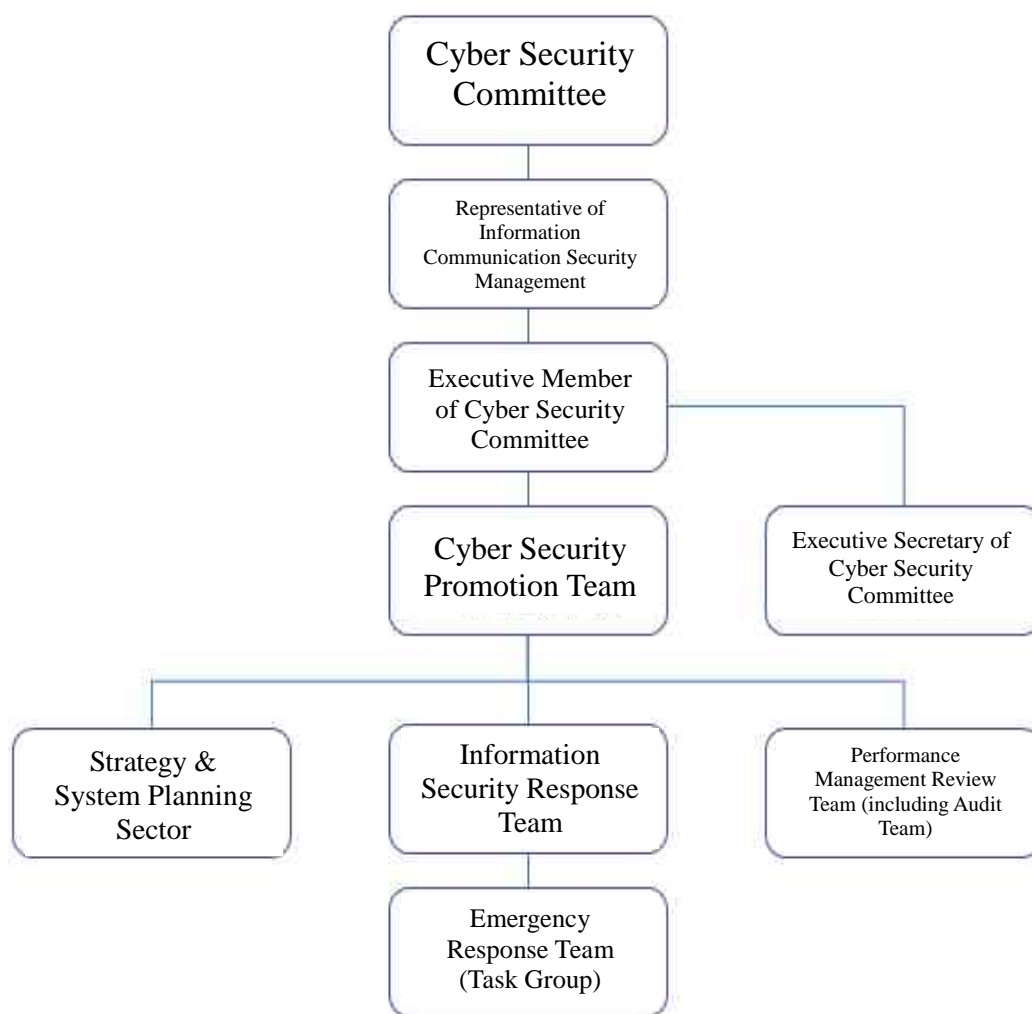 Cyber Security
Committee
Representative of
Information
Communication Security
Management
Executive Member
of Cyber Security
Committee
Cyber Security
Promotion Team
Executive Secretary of
Cyber Security
Committee
Strategy &
System Planning
Sector
Information
Security Response
Team
Performance
Management Review
Team (including Audit
Team)
Emergency
Response Team
(Task Group)